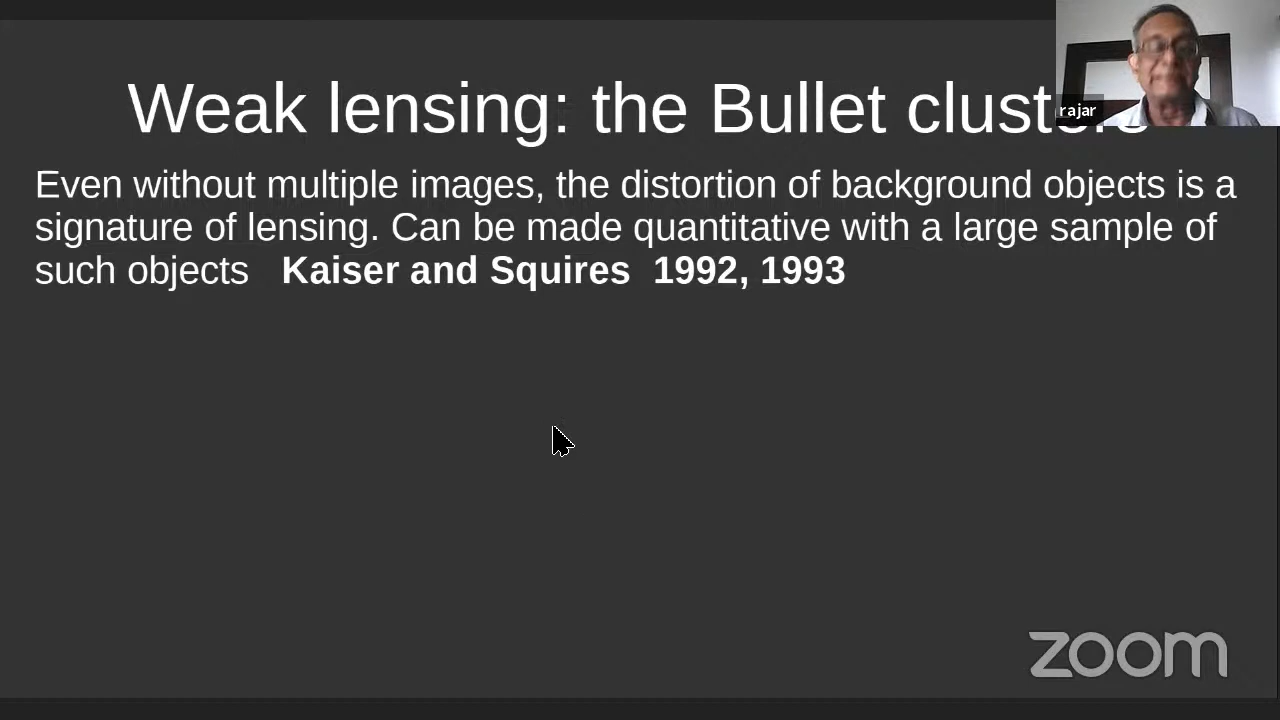 Weak lensing: the Bullet clusters
rajar
Even without multiple images, the distortion of background objects is a
signature of lensing. Can be made quantitative with a large sample of
such objects Kaiser and Squires 1992, 1993
zoom